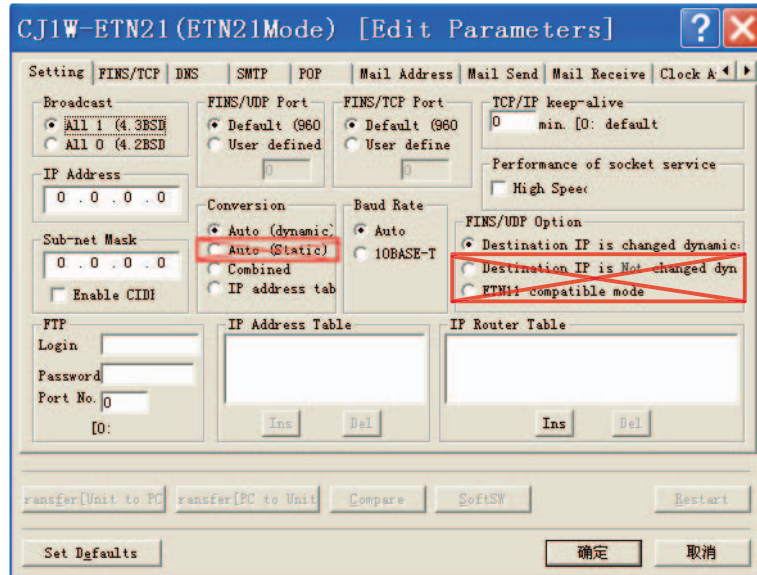 CJ1W-ETN21(ETN21Mode) [Edit Parameters]
Setting FINS/TCP DNS SMTP POP Mail Address Mail Send Mail Receive Clock A
Broadcast
All 1 (4.3BSD
All 0 (4.2BSD
IP Address
0 . 0 . 0 . 0
Sub-net Mask
0 . 0 . 0 . 0
Enable CIDI
FINS/UDP Port
Default (960
User defined
0
FINS/TCP Port
Default (960
User define
0
TCP/IP keep-alive
0 min. [0: default
Performance of socket service
High Speed
Conversion
Auto (dynamic)
Auto (Static)
Combined
IP address tab
Baud Rate
Auto
10BASE-T
FINS/UDP Option
Destination IP is changed dynamic
Destination IP is Not changed dyn
ETN11 compatible mode
FTP
Login
Password
Port No. 0
[0:
IP Address Table
Ins Del
IP Router Table
Ins Del
ransfer[Unit to PC ransfer[PC to Unit Compare SoftSW Restart
Set Defaults 确定 取消